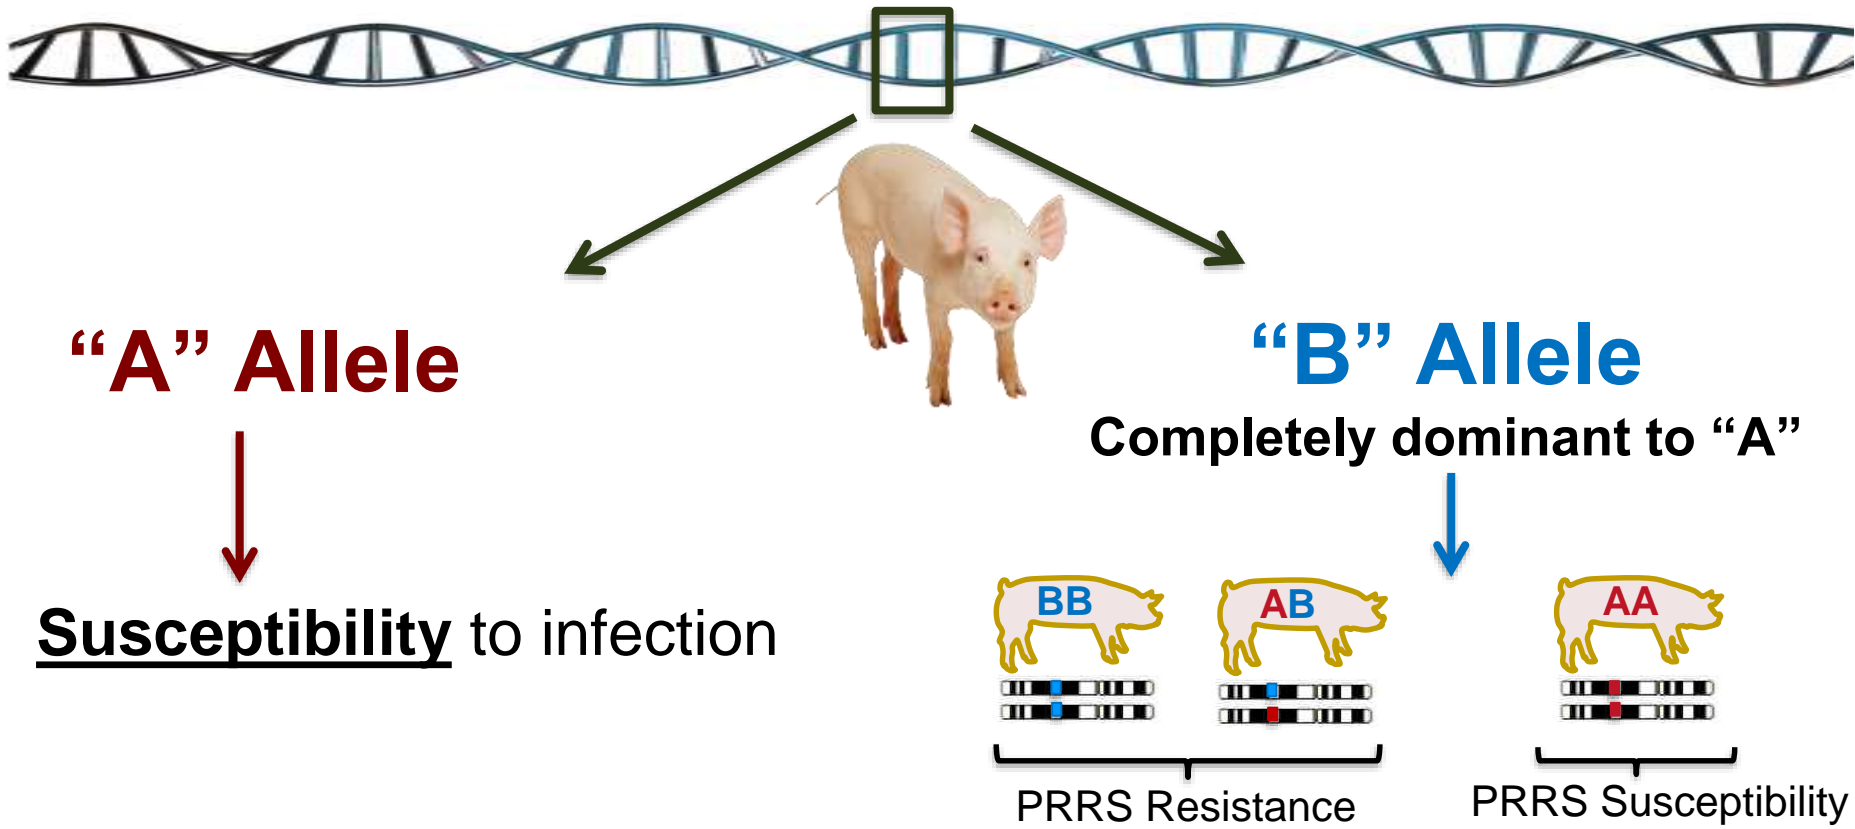 “A” Allele
Susceptibility to infection
“B” Allele
Completely dominant to “A”
BB
AB
AA
PRRS Resistance
PRRS Susceptibility